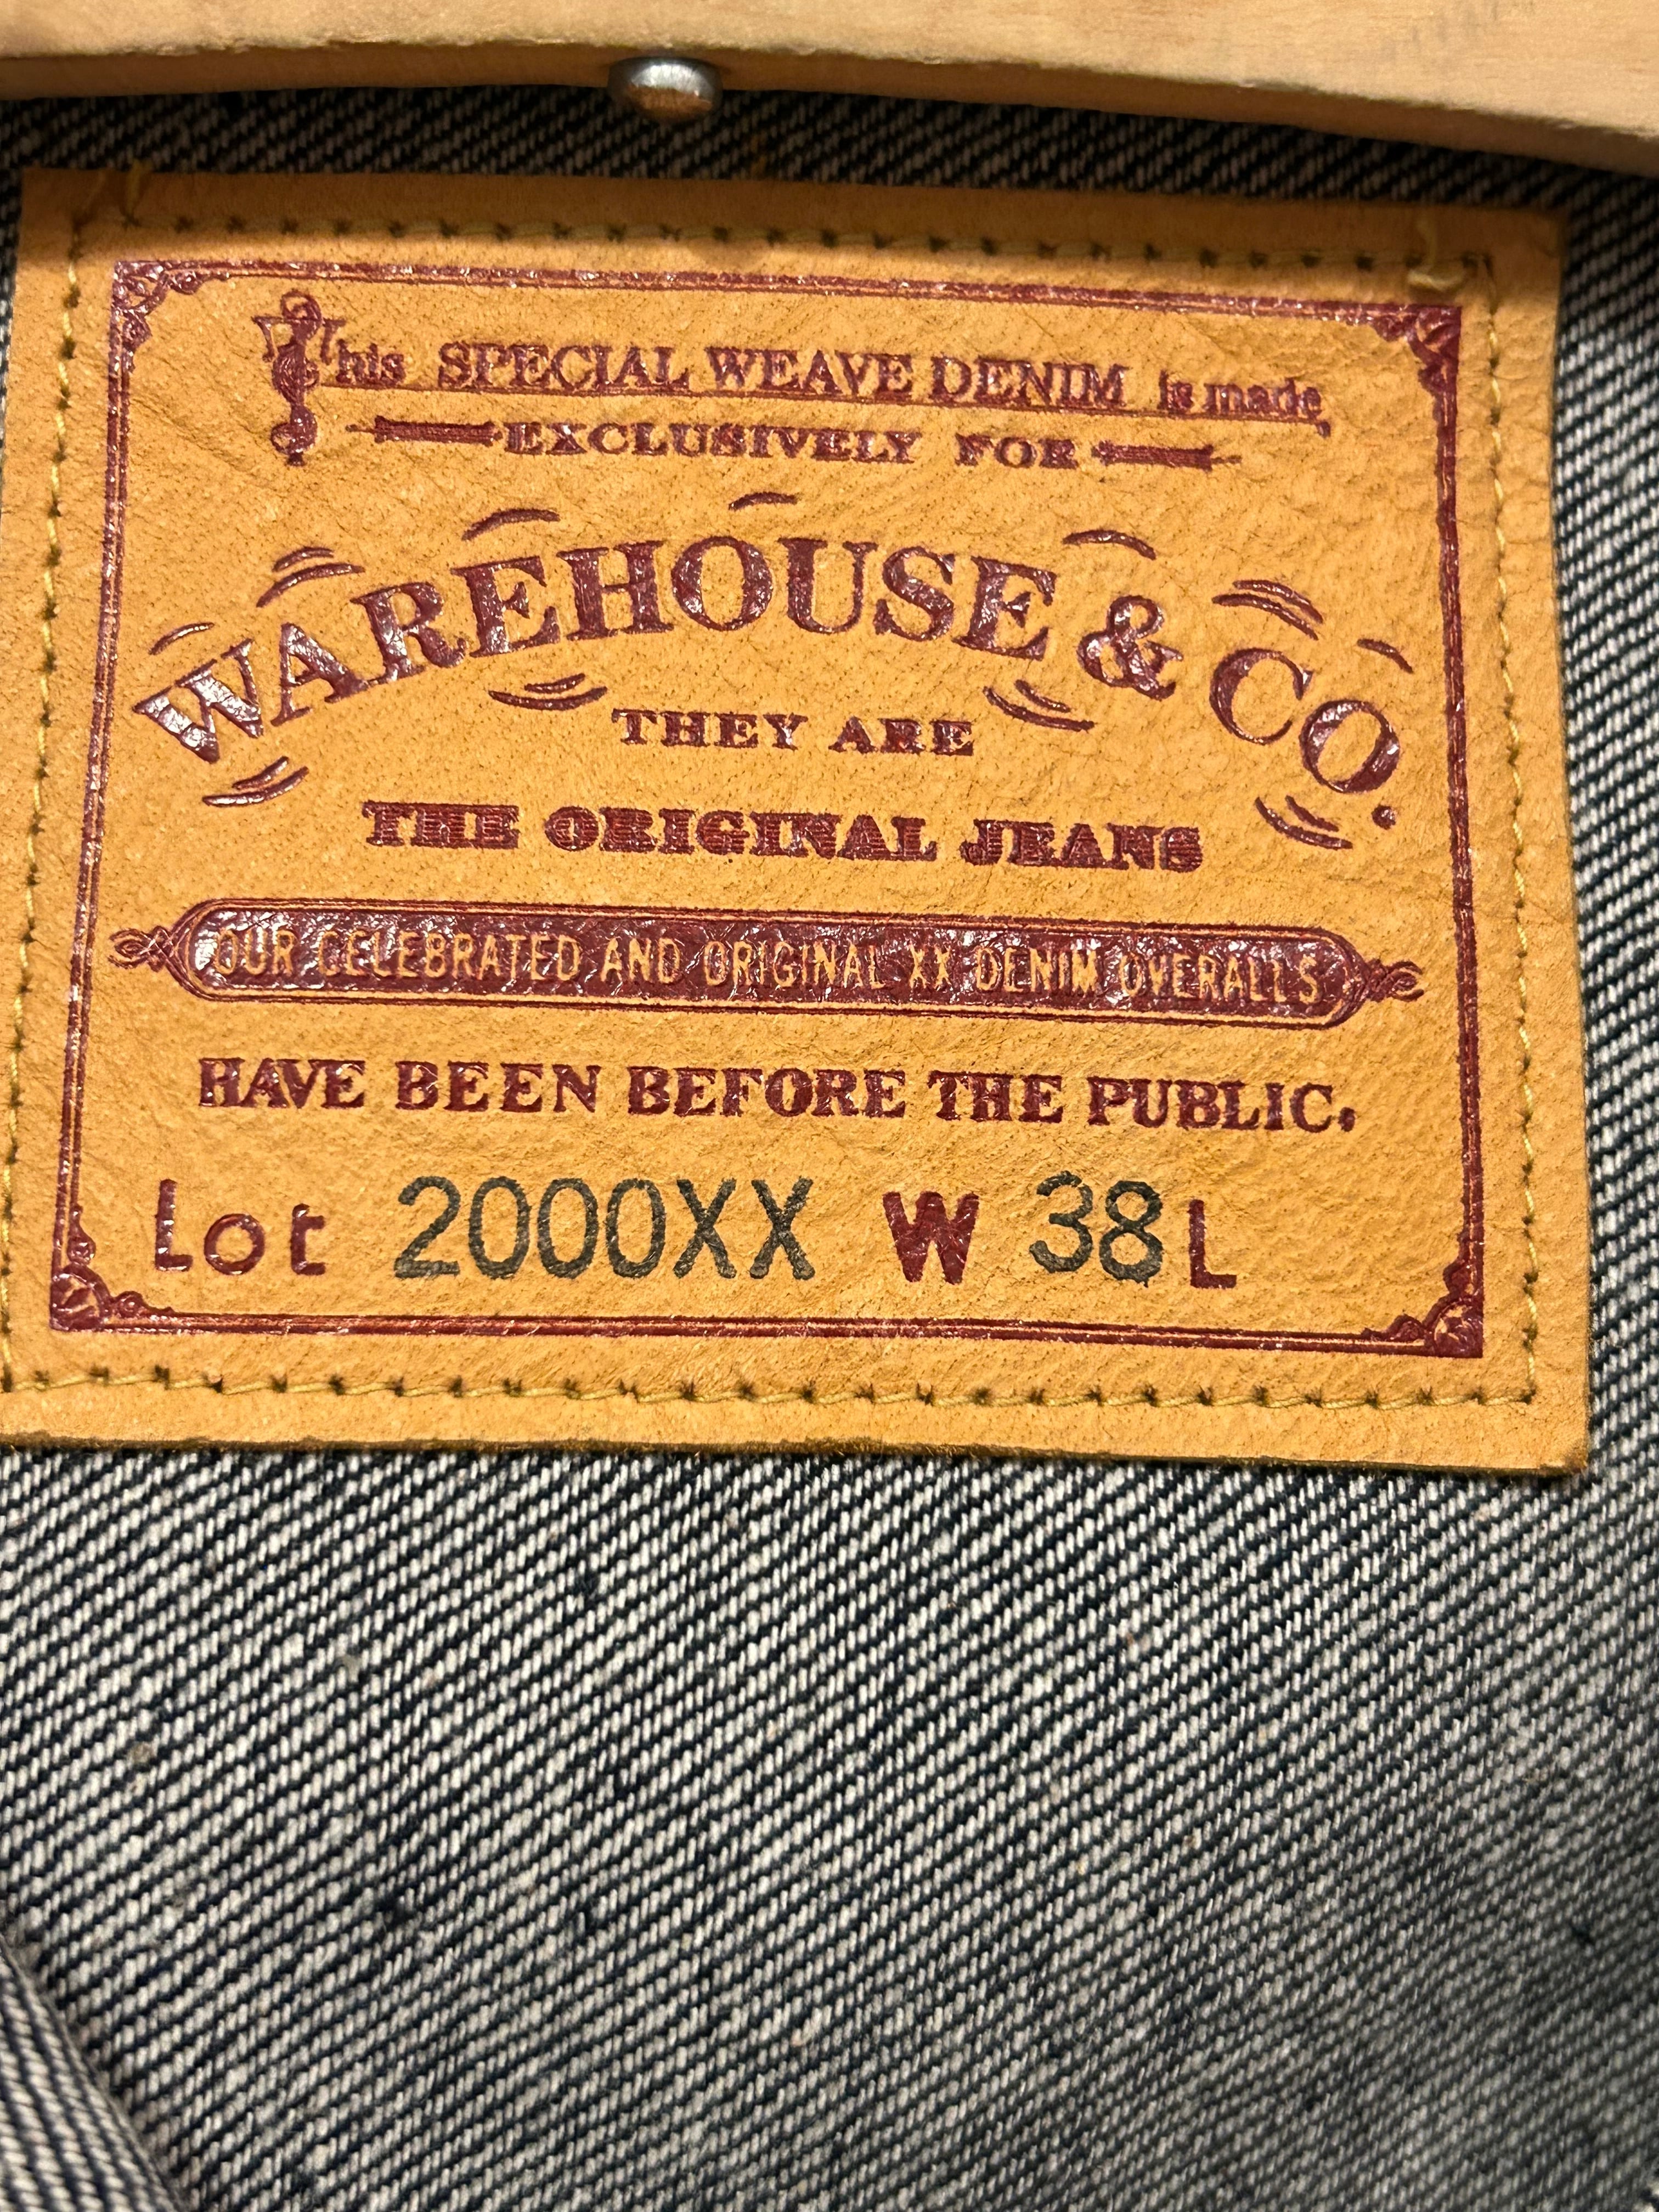 This SPECIAL WEAVE DENIM is made
EXCLUSIVELY FOR
WAREHOUSE & CO.
THEY ARE
THE ORIGINAL JEANS
OUR CELEBRATED AND ORIGINAL XX DENIM OVERALLS
HAVE BEEN BEFORE THE PUBLIC.
Lot 2000XX W 38 L